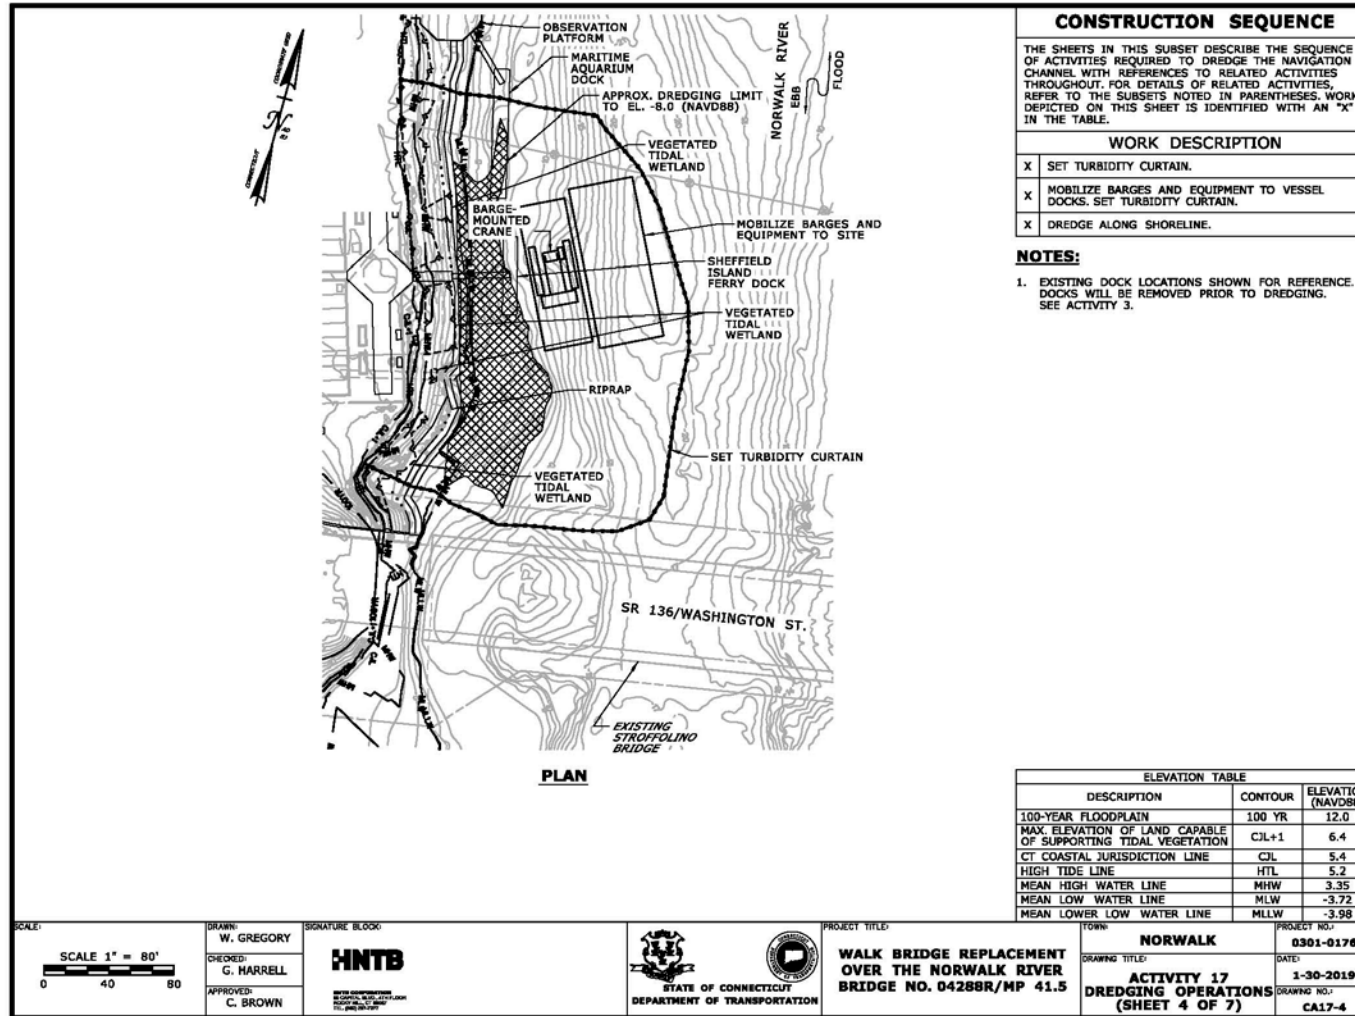 OBSERVATION
PLATFORM
MARITIME
AQUARIUM
DOCK
APPROX. DREDGING LIMIT
TO EL. -8.0 (NAVD88)
NORWALK RIVER
EBB
FLOOD
VEGETATED
TIDAL
WETLAND
BARGE-
MOUNTED
CRANE
MOBILIZE BARGES AND
EQUIPMENT TO SITE
SHEFFIELD
ISLAND
FERRY DOCK
VEGETATED
TIDAL
WETLAND
RIPRAP
SET TURBIDITY CURTAIN
VEGETATED
TIDAL
WETLAND
SR 136/WASHINGTON ST.
EXISTING
STROFFOLINO
BRIDGE
PLAN
CONSTRUCTION SEQUENCE
THE SHEETS IN THIS SUBSET DESCRIBE THE SEQUENCE
OF ACTIVITIES REQUIRED TO DREDGE THE NAVIGATION
CHANNEL WITH REFERENCES TO RELATED ACTIVITIES
THROUGHOUT. FOR DETAILS OF RELATED ACTIVITIES,
REFER TO THE SUBSETS NOTED IN PARENTHESES. WORK
DEPICTED ON THIS SHEET IS IDENTIFIED WITH AN "X"
IN THE TABLE.
WORK DESCRIPTION
X SET TURBIDITY CURTAIN.
X MOBILIZE BARGES AND EQUIPMENT TO VESSEL
DOCKS. SET TURBIDITY CURTAIN.
X DREDGE ALONG SHORELINE.
NOTES:
1. EXISTING DOCK LOCATIONS SHOWN FOR REFERENCE.
DOCKS WILL BE REMOVED PRIOR TO DREDGING.
SEE ACTIVITY 3.
ELEVATION TABLE
DESCRIPTION CONTOUR ELEVATIO (NAVD88
100-YEAR FLOODPLAIN 100 YR 12.0
MAX. ELEVATION OF LAND CAPABLE
OF SUPPORTING TIDAL VEGETATION CJL+1 6.4
CT COASTAL JURISDICTION LINE CJL 5.4
HIGH TIDE LINE HTL 5.2
MEAN HIGH WATER LINE MHW 3.35
MEAN LOW WATER LINE MLW -3.72
MEAN LOWER LOW WATER LINE MLLW -3.98
SCALE:
SCALE 1" = 80'
0 40 80
DRAWN:
W. GREGORY
CHECKED:
G. HARRELL
APPROVED:
C. BROWN
SIGNATURE BLOCK:
HNTB
HNTB CORPORATION
STATE OF CONNECTICUT
DEPARTMENT OF TRANSPORTATION
PROJECT TITLE:
WALK BRIDGE REPLACEMENT
OVER THE NORWALK RIVER
BRIDGE NO. 04288R/MP 41.5
TOWN:
NORWALK
DRAWING TITLE:
ACTIVITY 17
DREDGING OPERATIONS
(SHEET 4 OF 7)
PROJECT NO.:
0301-0176
DATE:
1-30-2019
DRAWING NO.:
CA17-4